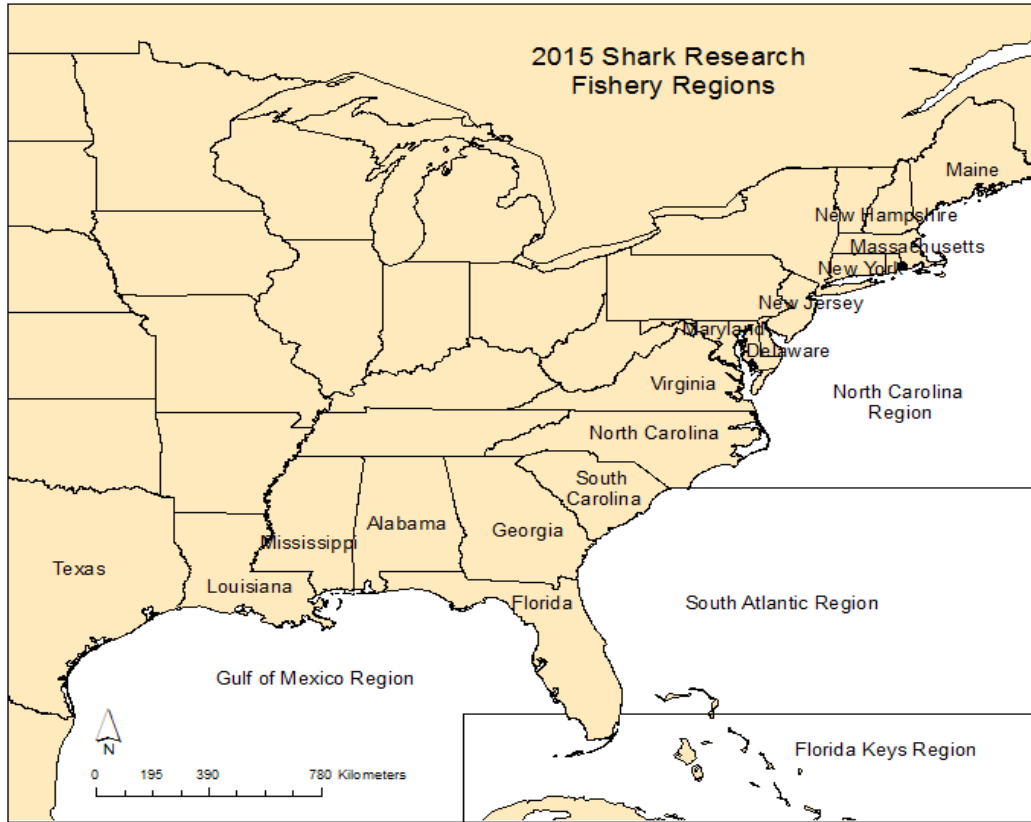 2015 Shark Research
Fishery Regions
Maine
New Hampshire
Massachusetts
New York
New Jersey
Maryland
Delaware
Virginia
North Carolina
Region
North Carolina
South
Carolina
Alabama
Georgia
Mississippi
Texas
Louisiana
Florida
South Atlantic Region
Gulf of Mexico Region
Florida Keys Region
N
0 195 390 780 Kilometers